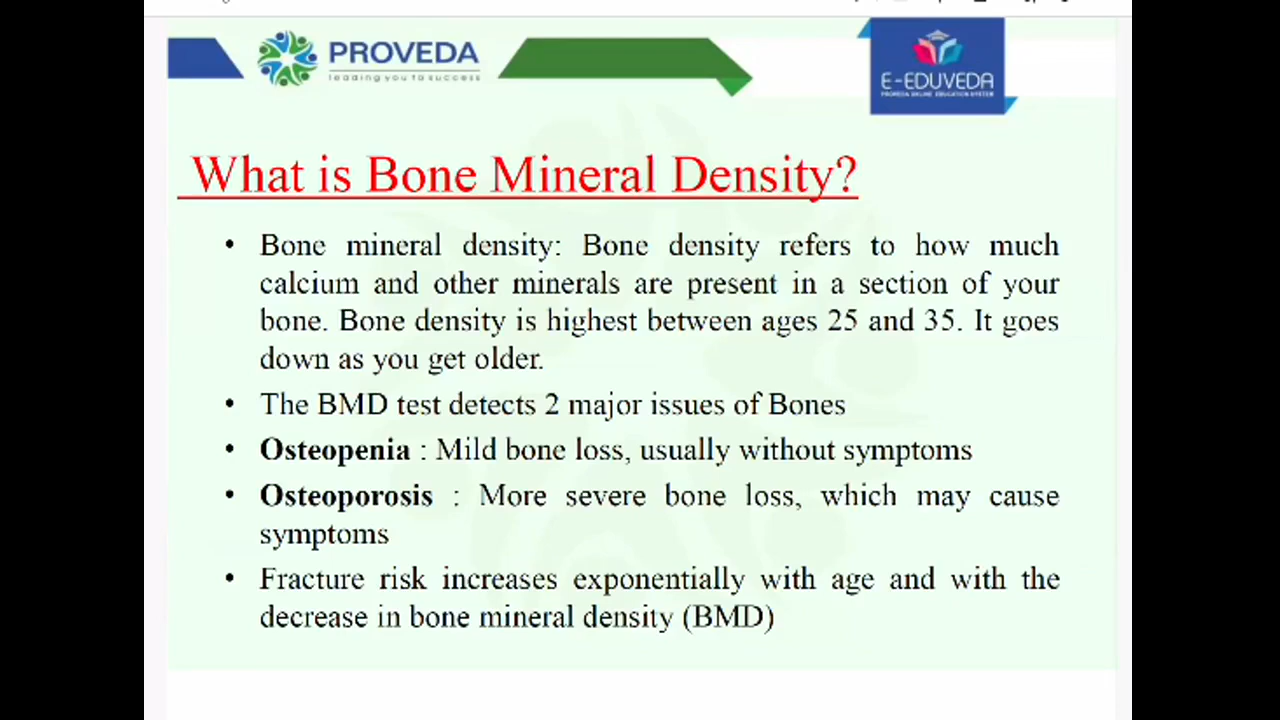 PROVEDA
leading you to success
E-EDUVEDA
PROVEDA ONLINE EDUCATION SYSTEM
What is Bone Mineral Density?
• Bone mineral density: Bone density refers to how much
calcium and other minerals are present in a section of your
bone. Bone density is highest between ages 25 and 35. It goes
down as you get older.
• The BMD test detects 2 major issues of Bones
• Osteopenia : Mild bone loss, usually without symptoms
• Osteoporosis : More severe bone loss, which may cause
symptoms
• Fracture risk increases exponentially with age and with the
decrease in bone mineral density (BMD)